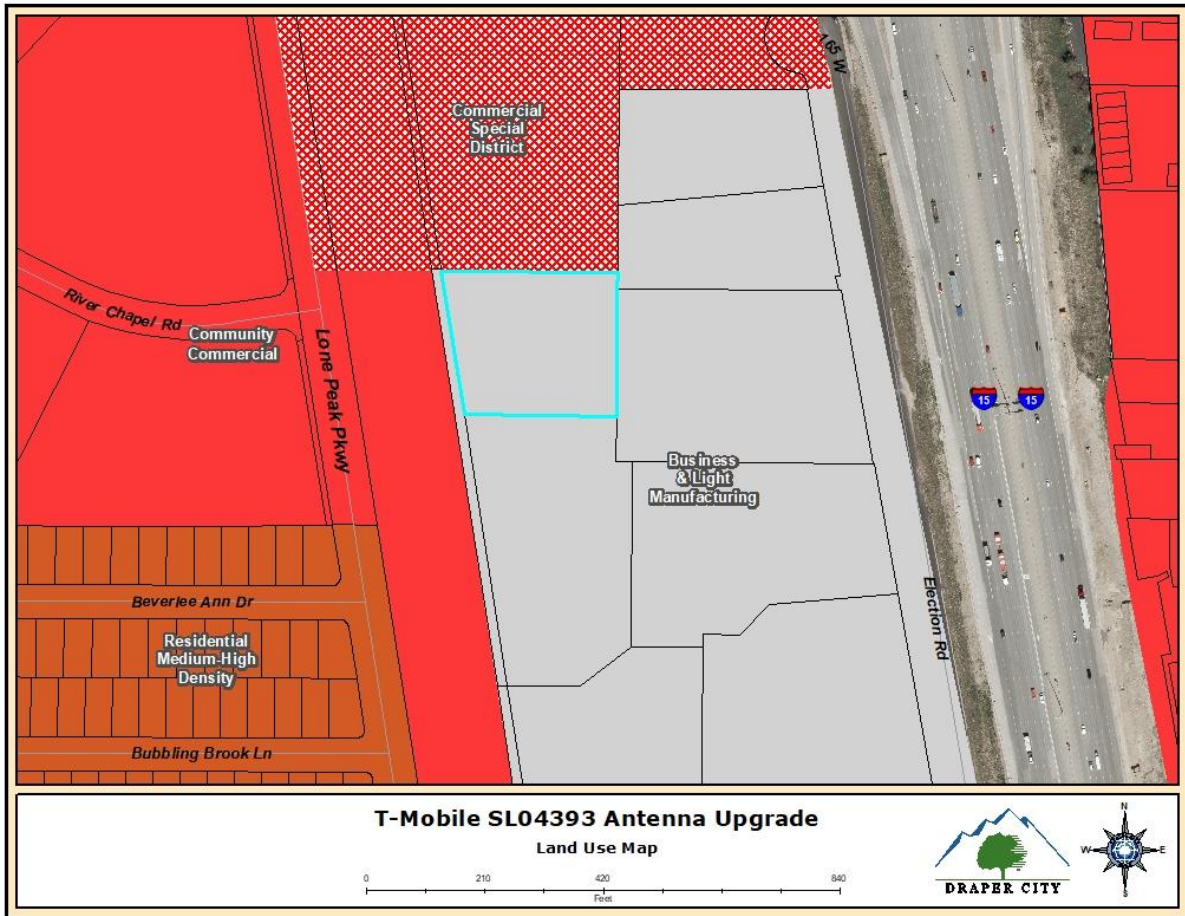 Commercial
Special
District
165 W
River Chapel Rd
Community
Commercial
Lone Peak Pkwy
15 15
Business
& Light
Manufacturing
Beverlee Ann Dr
Residential
Medium-High
Density
Election Rd
Bubbling Brook Ln
T-Mobile SL04393 Antenna Upgrade
Land Use Map
0 210 420 840
Feet
DRAPER CITY
N
W E
S